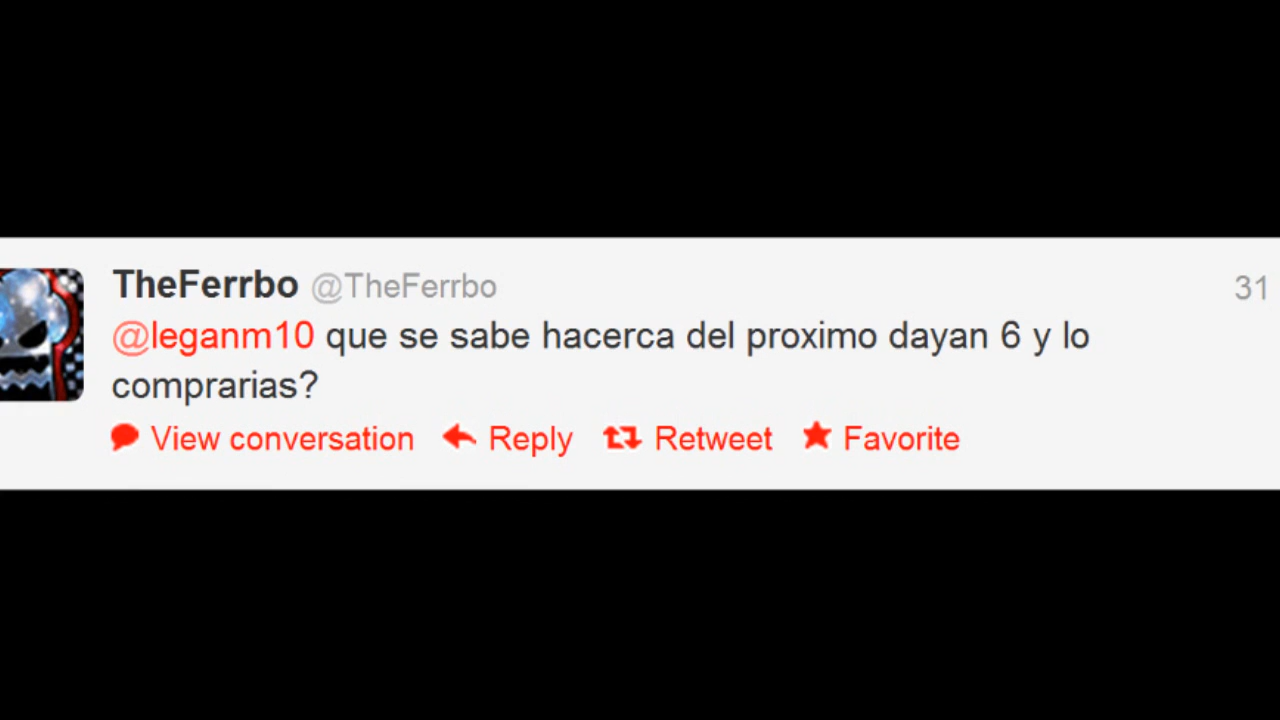 TheFerrbo @TheFerrbo 31
@leganm10 que se sabe hacerca del proximo dayan 6 y lo
comprarias?
View conversation Reply Retweet Favorite